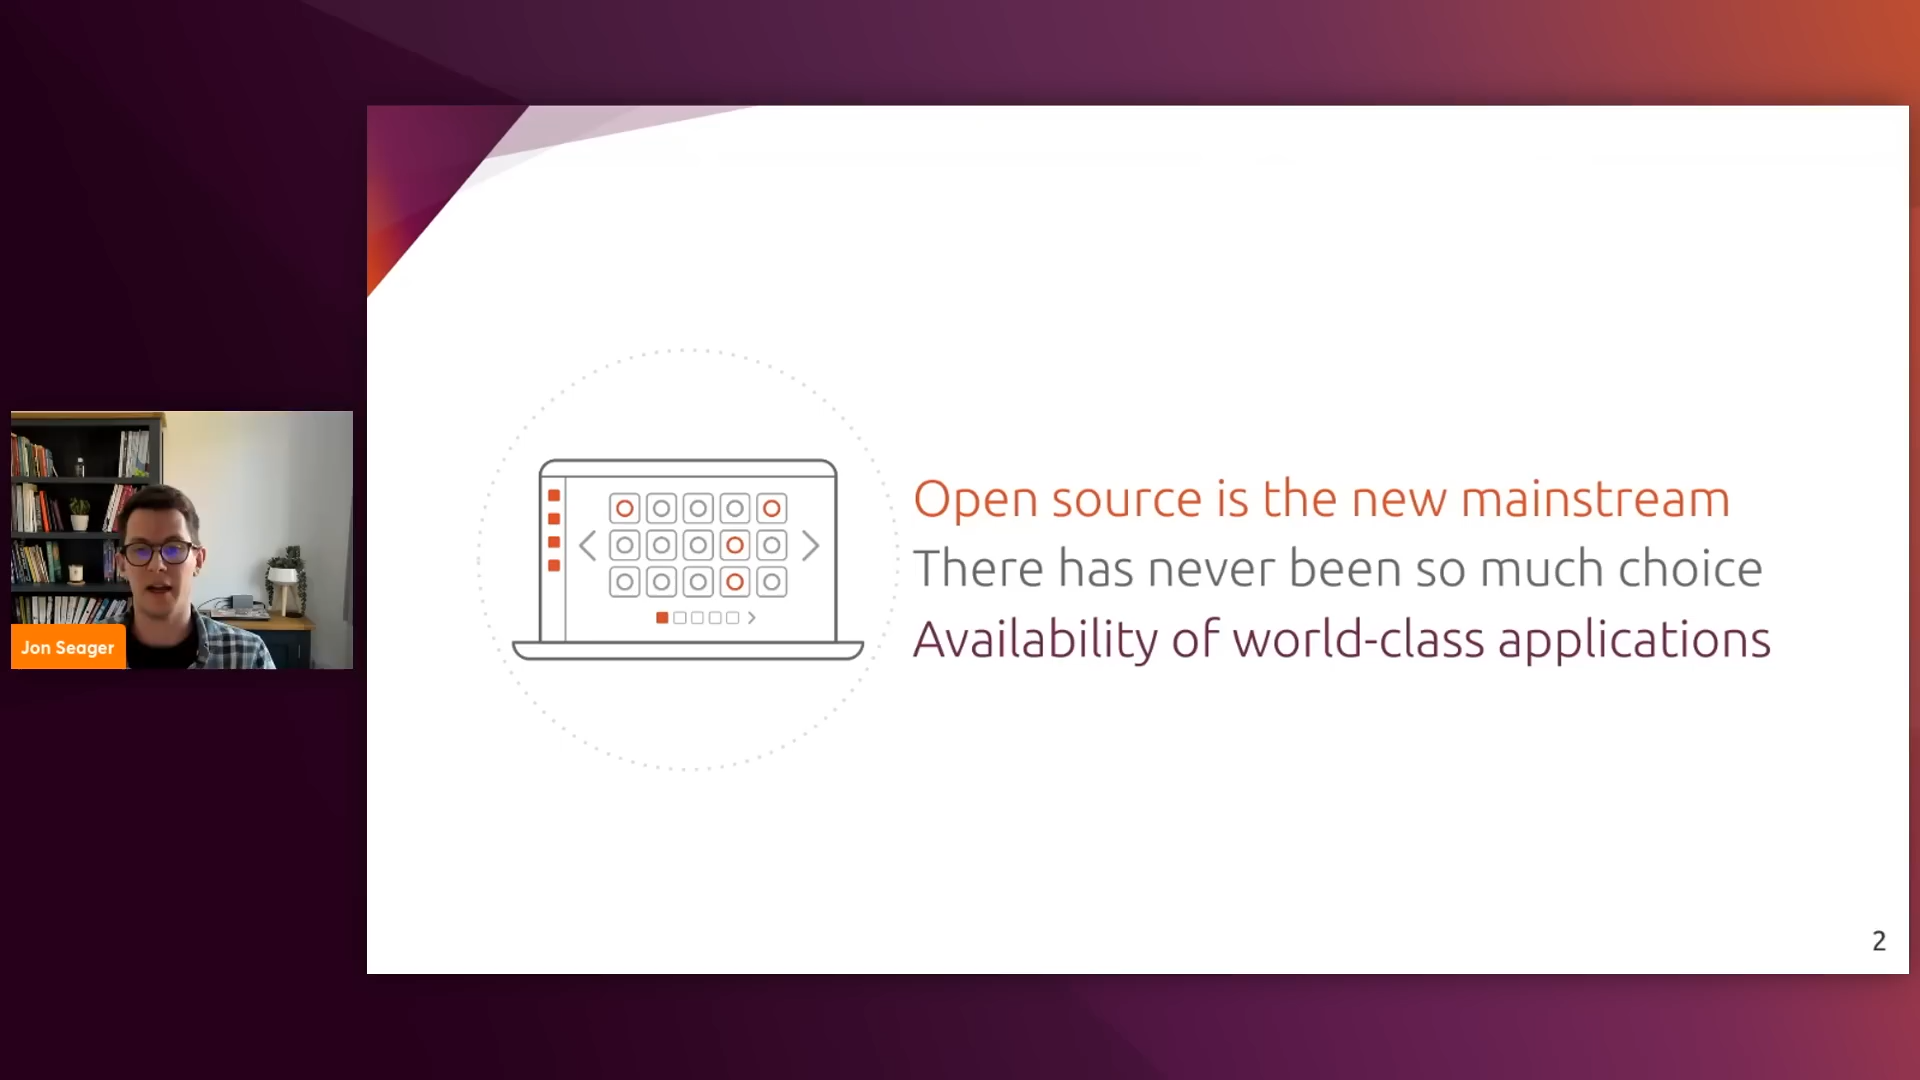 Jon Seager
Open source is the new mainstream
There has never been so much choice
Availability of world-class applications
2